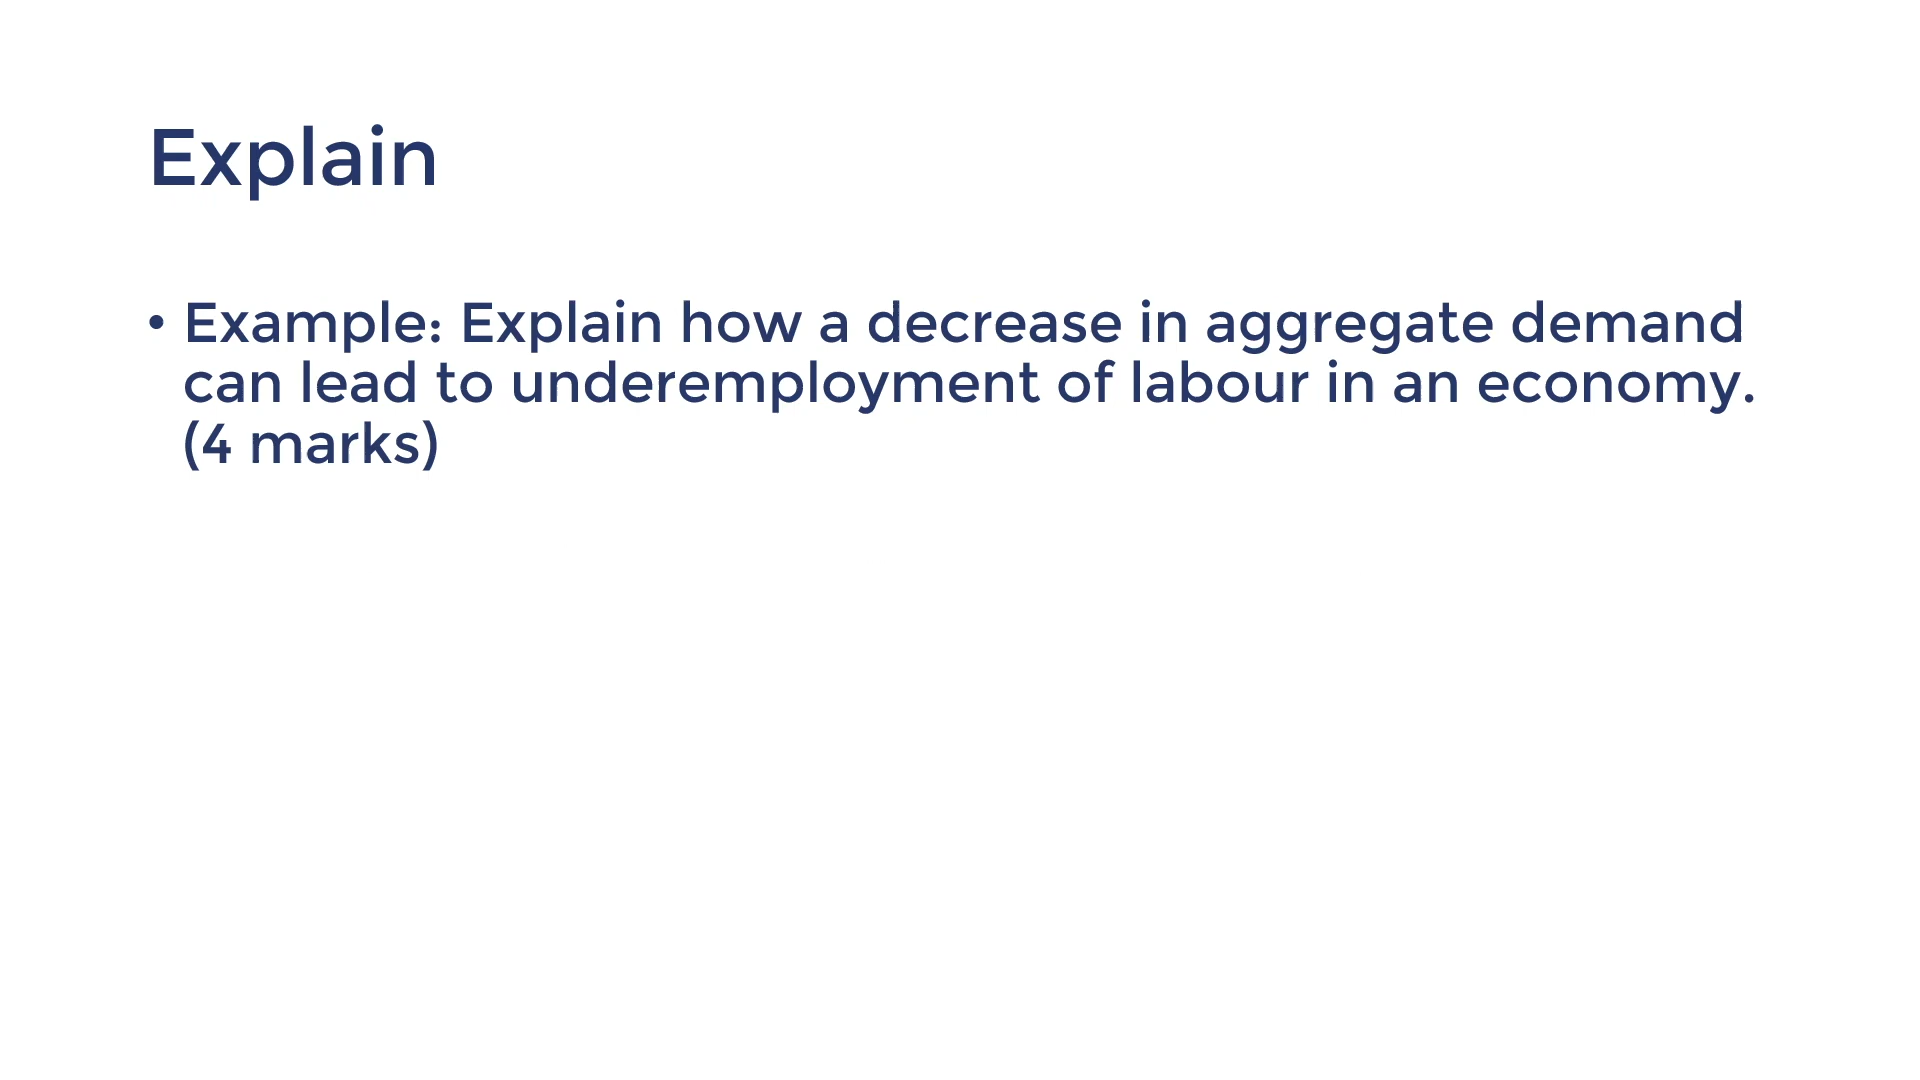 Explain
• Example: Explain how a decrease in aggregate demand
can lead to underemployment of labour in an economy.
(4 marks)